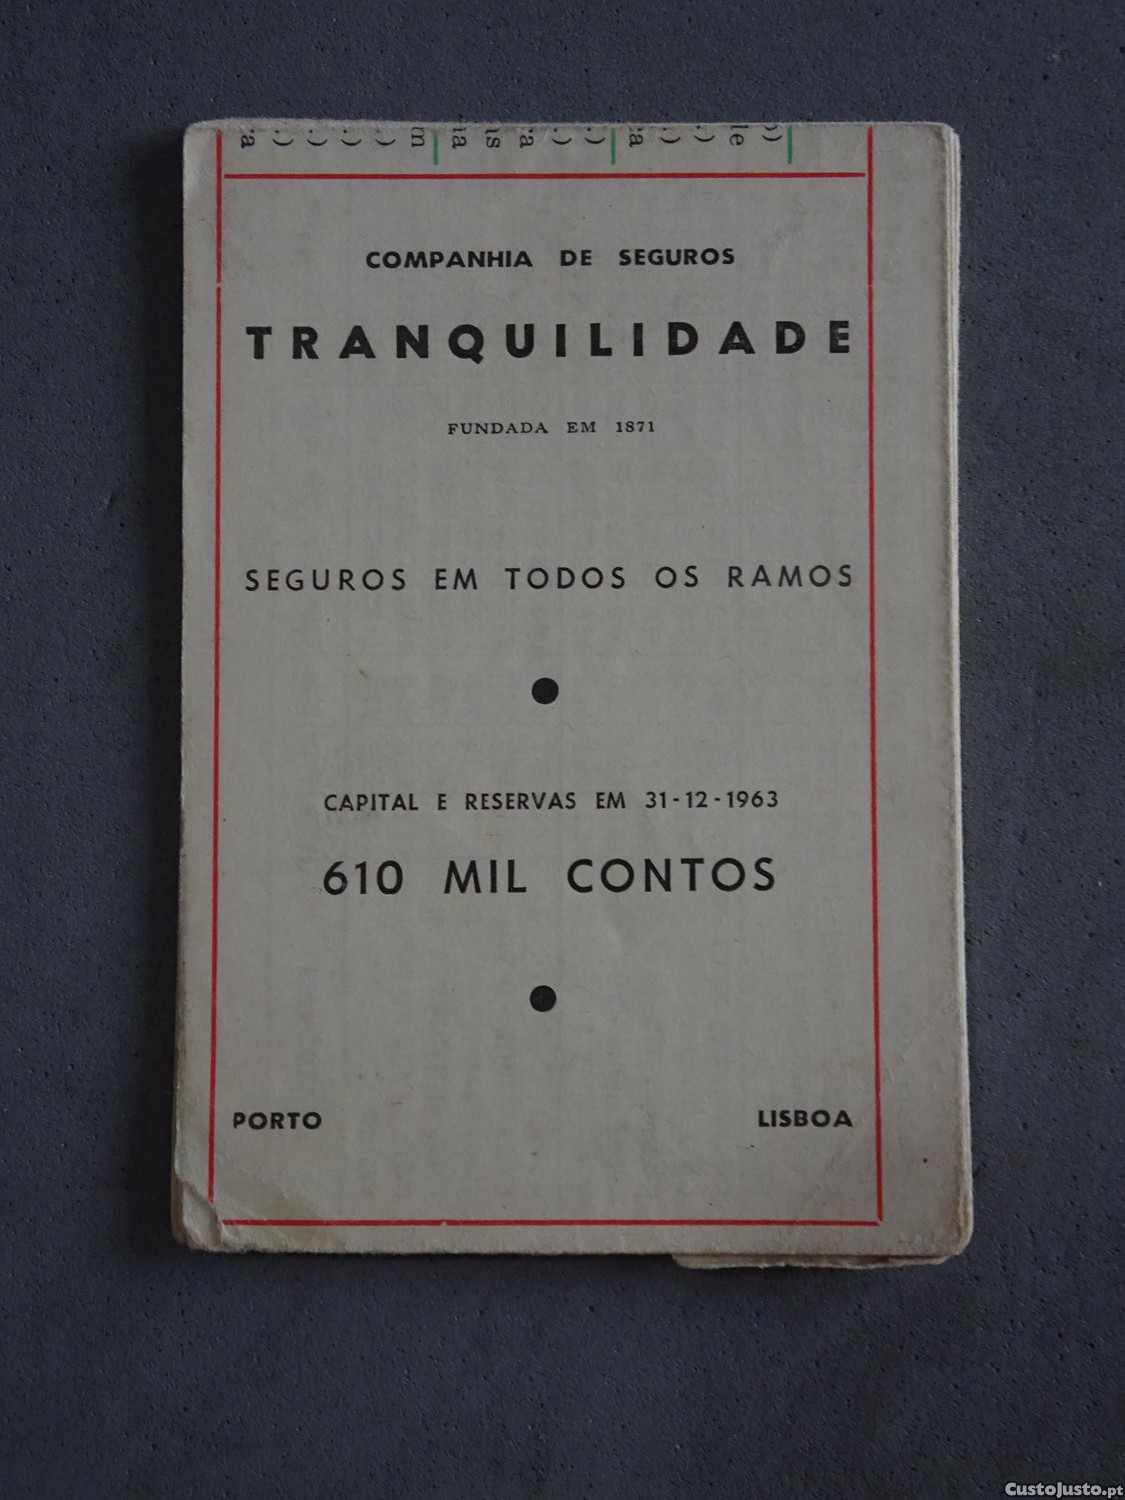 COMPANHIA DE SEGUROS
TRANQUILIDADE
FUNDADA EM 1871
SEGUROS EM TODOS OS RAMOS
CAPITAL E RESERVAS EM 31-12-1963
610 MIL CONTOS
PORTO LISBOA
CustoJusto.pt